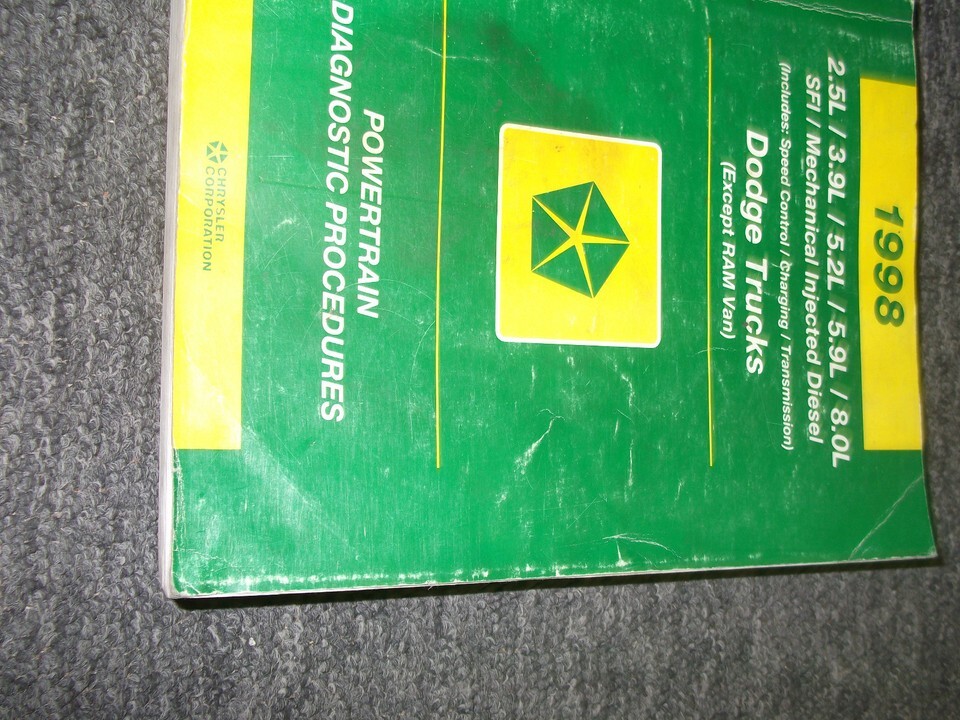 1998
2.5L / 3.9L / 5.2L / 5.9L / 8.0L
SFI / Mechanical Injected Diesel
(Includes: Speed Control / Charging / Transmission)
Dodge Trucks
(Except RAM Van)
POWERTRAIN
DIAGNOSTIC PROCEDURES
CHRYSLER
CORPORATION